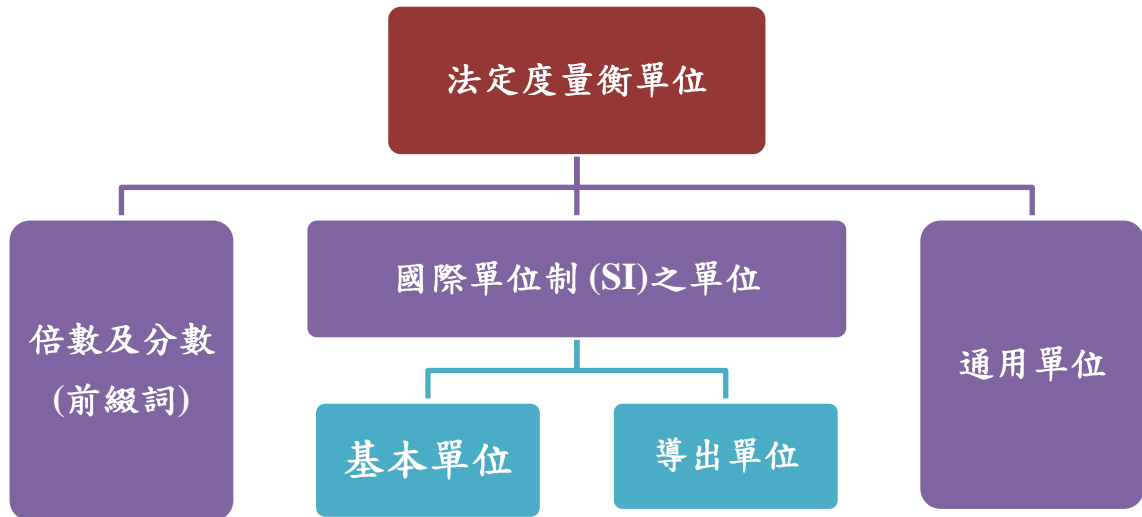 法定度量衡單位
倍數及分數
(前綴詞)
國際單位制(SI)之單位
基本單位
導出單位
通用單位